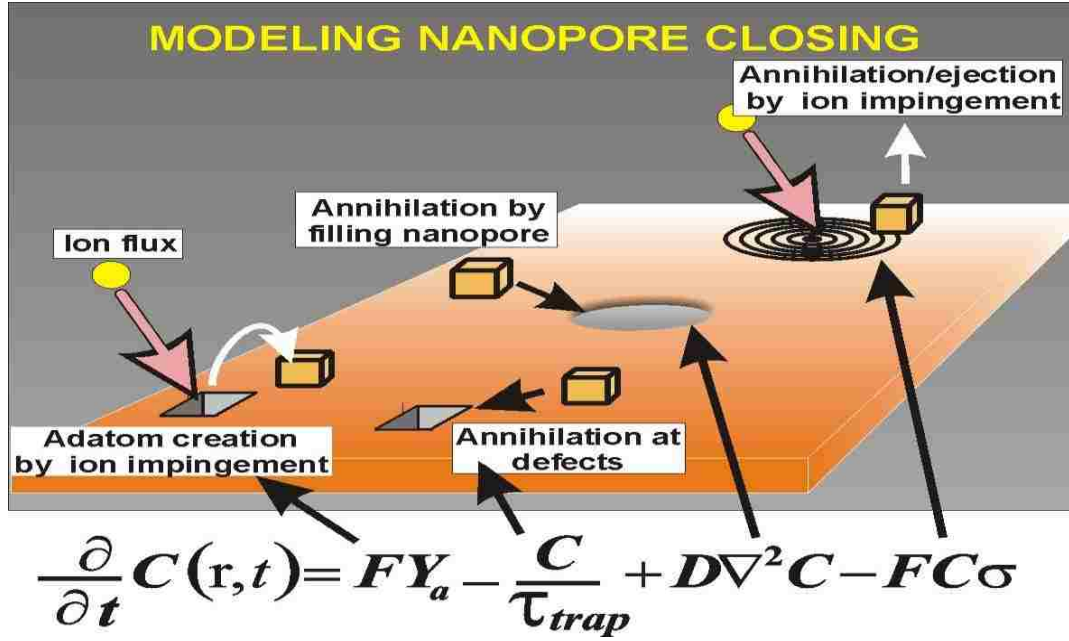 MODELING NANOPORE CLOSING
Annihilation/ejection
by ion impingement
Annihilation by
filling nanopore
Ion flux
Adatom creation
by ion impingement
Annihilation at
defects
∂/∂t C(r,t)=FYₐ − C/τ_trap + D∇²C − FCσ